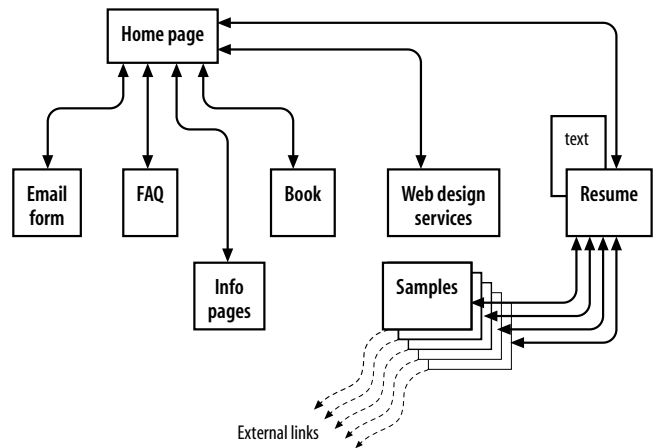 Home page
text
Email
form
FAQ
Book
Web design
services
Resume
Info
pages
Samples
External links